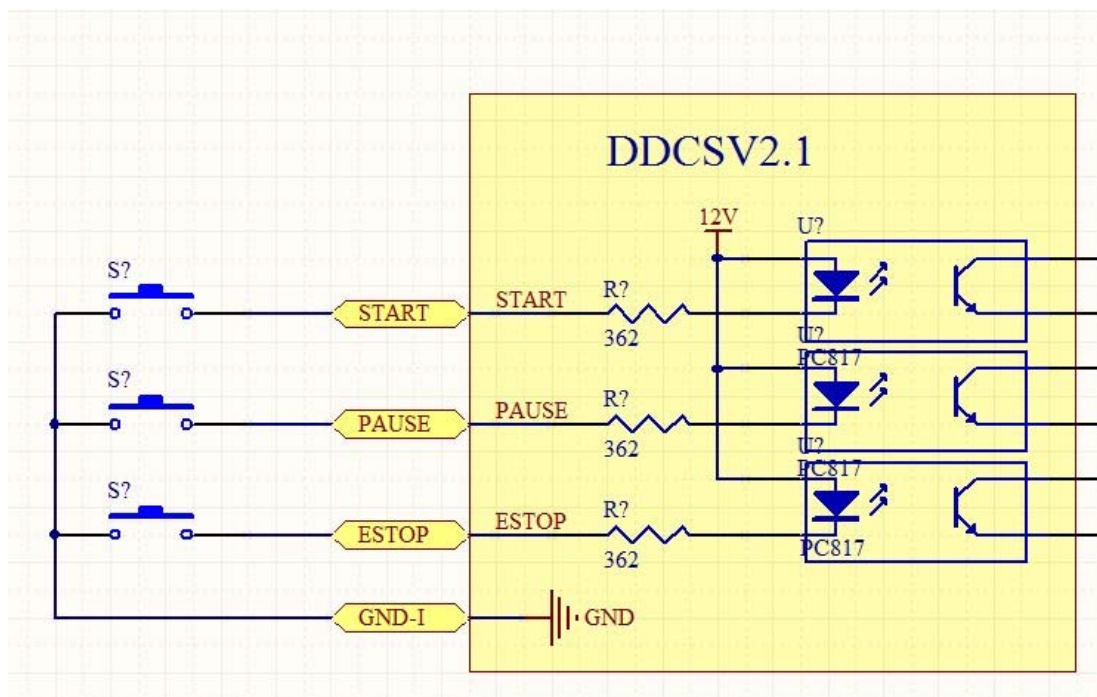 DDCSV2.1
12V
U?
S?
START
START
R?
362
U?
PC817
S?
PAUSE
PAUSE
R?
362
U?
PC817
S?
ESTOP
ESTOP
R?
362
PC817
GND-I
GND